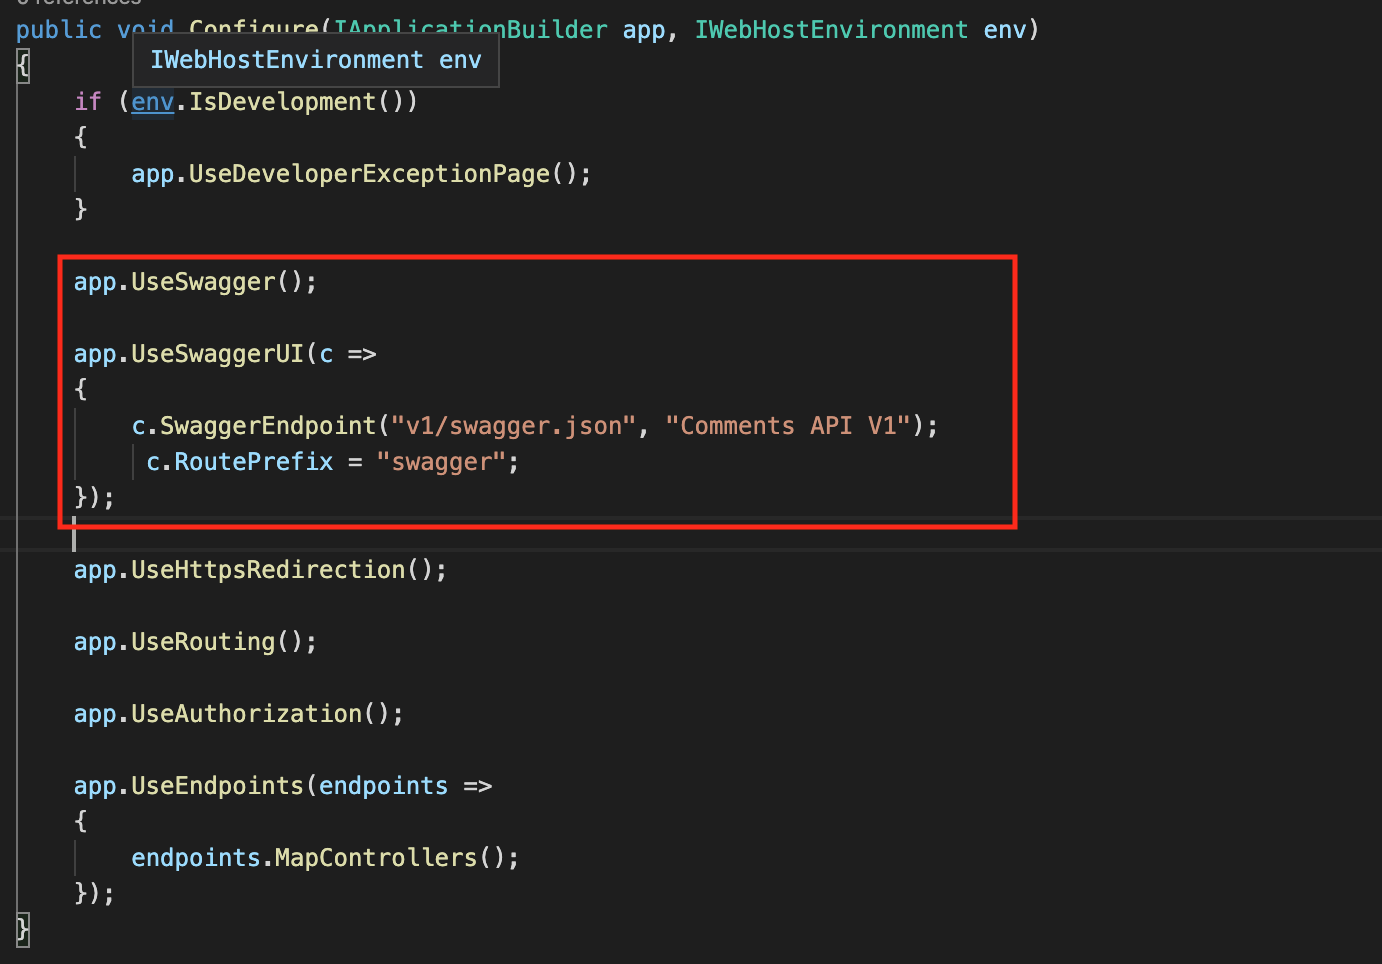 public void Configure(IApplicationBuilder app, IWebHostEnvironment env)
{
IWebHostEnvironment env
if (env.IsDevelopment())
{
app.UseDeveloperExceptionPage();
}
app.UseSwagger();
app.UseSwaggerUI(c =>
{
c.SwaggerEndpoint("v1/swagger.json", "Comments API V1");
c.RoutePrefix = "swagger";
});
app.UseHttpsRedirection();
app.UseRouting();
app.UseAuthorization();
app.UseEndpoints(endpoints =>
{
endpoints.MapControllers();
});
}